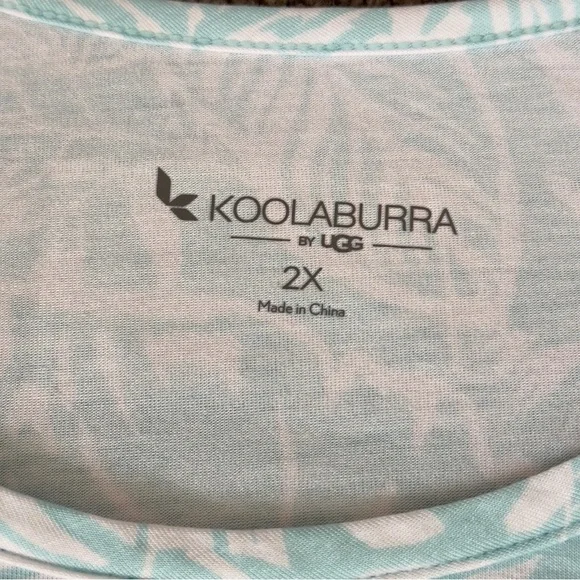 KOOLABURRA
BY UGG
2X
Made in China